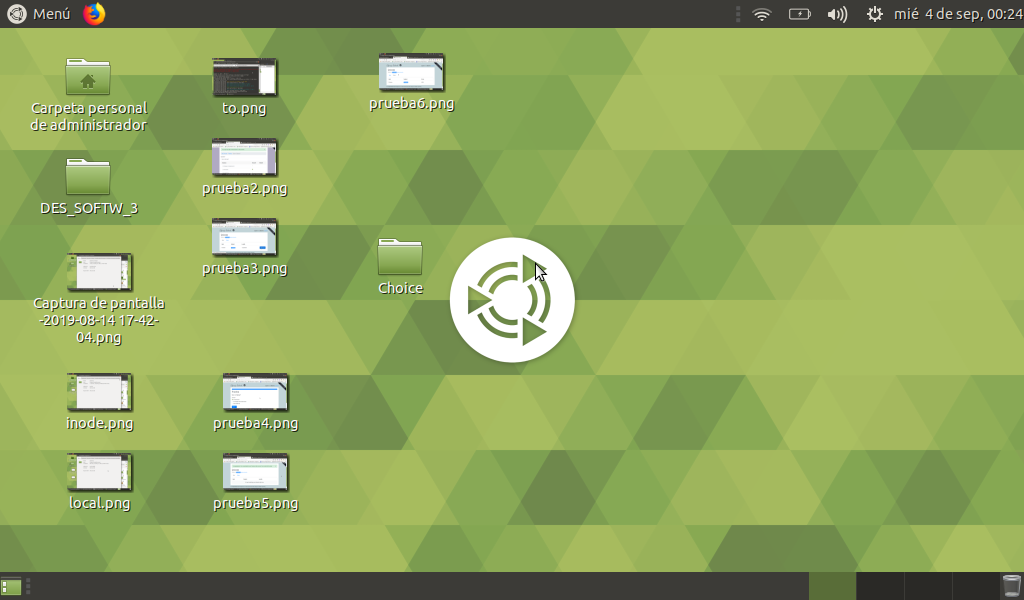 Menú
mié 4 de sep, 00:24
Carpeta personal
de administrador
to.png
prueba6.png
prueba2.png
DES_SOFTW_3
prueba3.png
Choice
Captura de pantalla
-2019-08-14 17-42-
04.png
inode.png
prueba4.png
local.png
prueba5.png